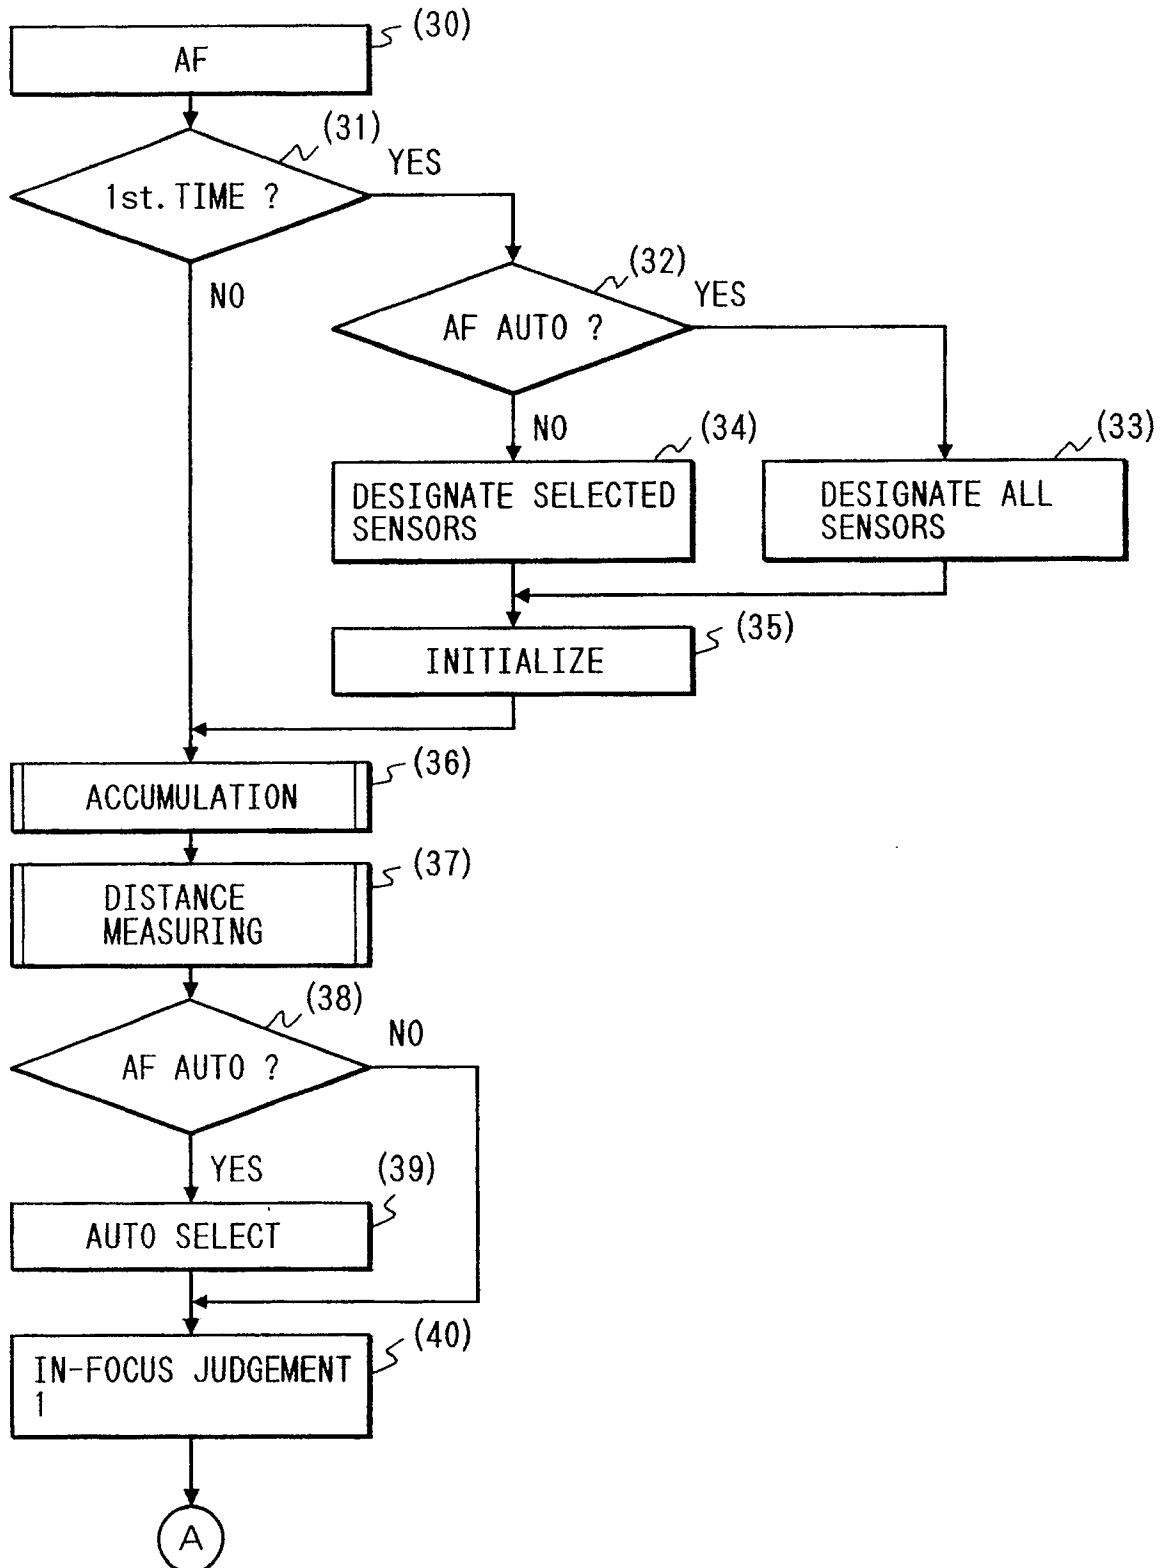 (30)
AF
(31)
1st. TIME ?
YES
NO
(32)
AF AUTO ?
YES
NO
(34)
DESIGNATE SELECTED
SENSORS
(33)
DESIGNATE ALL
SENSORS
(35)
INITIALIZE
(36)
ACCUMULATION
(37)
DISTANCE
MEASURING
(38)
AF AUTO ?
NO
YES
(39)
AUTO SELECT
(40)
IN-FOCUS JUDGEMENT
1
A